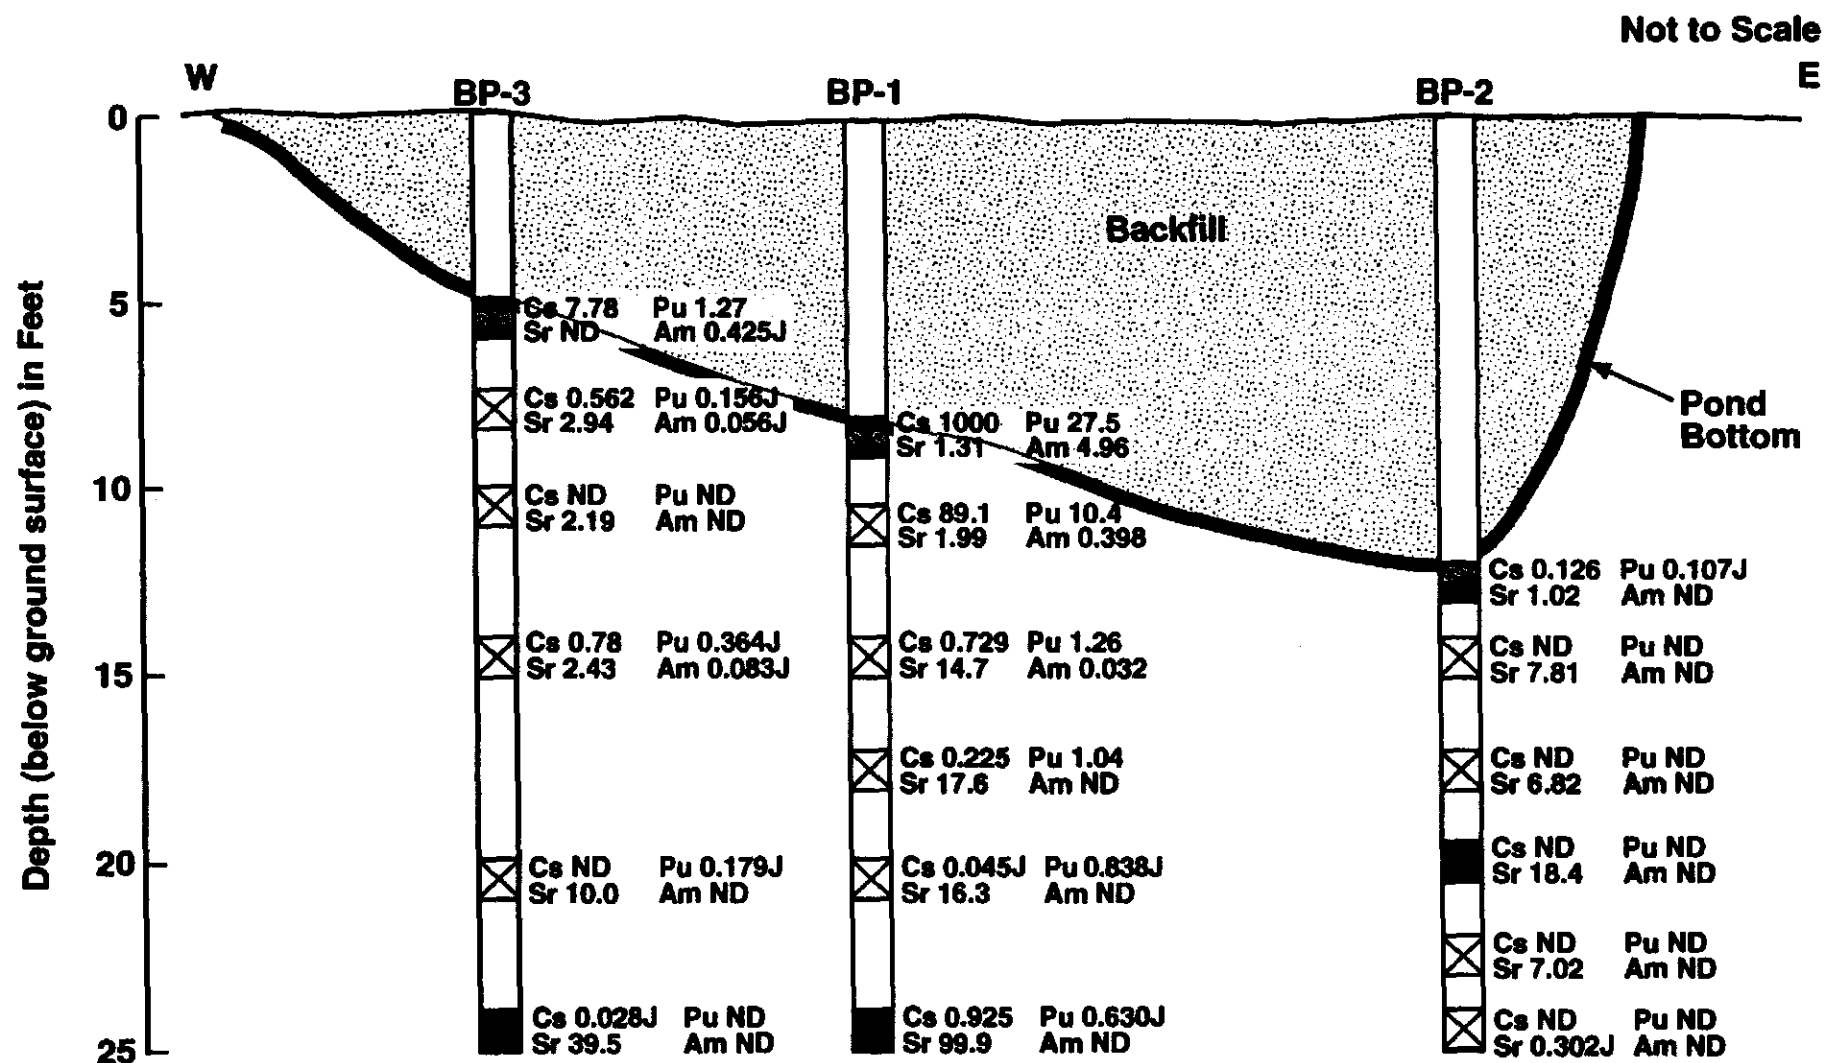 Not to Scale
W
E
BP-3
BP-1
BP-2
0
5
10
15
20
25
Depth (below ground surface) in Feet
Backfill
Pond
Bottom
Cs 7.78 Pu 1.27
Sr ND Am 0.425J
Cs 0.562 Pu 0.156J
Sr 2.94 Am 0.056J
Cs ND Pu ND
Sr 2.19 Am ND
Cs 0.78 Pu 0.364J
Sr 2.43 Am 0.083J
Cs ND Pu 0.179J
Sr 10.0 Am ND
Cs 0.028J Pu ND
Sr 39.5 Am ND
Cs 1000 Pu 27.5
Sr 1.31 Am 4.96
Cs 89.1 Pu 10.4
Sr 1.99 Am 0.398
Cs 0.729 Pu 1.26
Sr 14.7 Am 0.032
Cs 0.225 Pu 1.04
Sr 17.6 Am ND
Cs 0.045J Pu 0.838J
Sr 16.3 Am ND
Cs 0.925 Pu 0.630J
Sr 99.9 Am ND
Cs 0.126 Pu 0.107J
Sr 1.02 Am ND
Cs ND Pu ND
Sr 7.81 Am ND
Cs ND Pu ND
Sr 6.82 Am ND
Cs ND Pu ND
Sr 18.4 Am ND
Cs ND Pu ND
Sr 7.02 Am ND
Cs ND Pu ND
Sr 0.302J Am ND